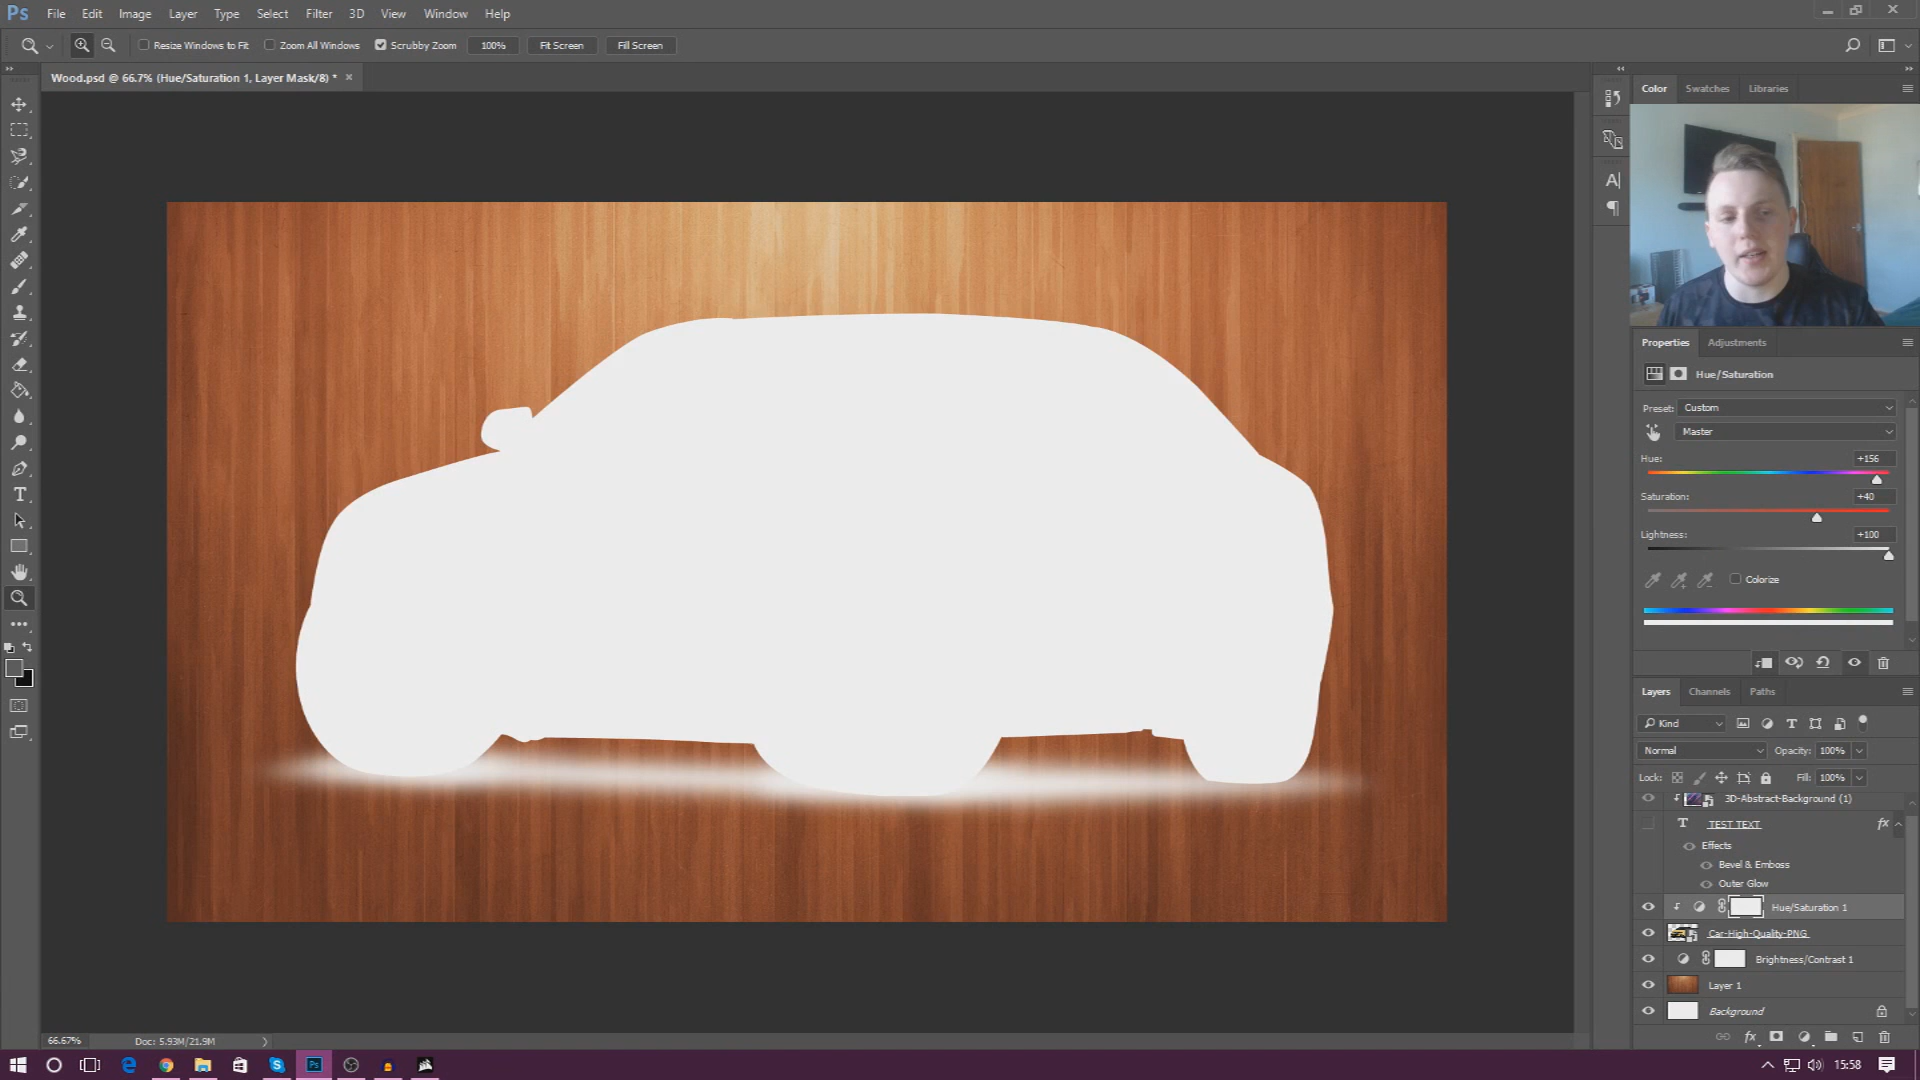 Ps File Edit Image Layer Type Select Filter 3D View Window Help
Resize Windows to Fit Zoom All Windows Scrubby Zoom 100% Fit Screen Fill Screen
Wood.psd @ 66.7% (Hue/Saturation 1, Layer Mask/8) *
Color Swatches Libraries
Properties Adjustments
Hue/Saturation
Preset: Custom
Master
Hue: +156
Saturation: +40
Lightness: +100
Colorize
Layers Channels Paths
Kind
Normal Opacity: 100%
Lock: Fill: 100%
3D-Abstract-Background (1)
TEST TEXT fx
Effects
Bevel & Emboss
Outer Glow
Hue/Saturation 1
Car-High-Quality-PNG
Brightness/Contrast 1
Layer 1
Background
66.67% Doc: 5.93M/21.9M
15:58